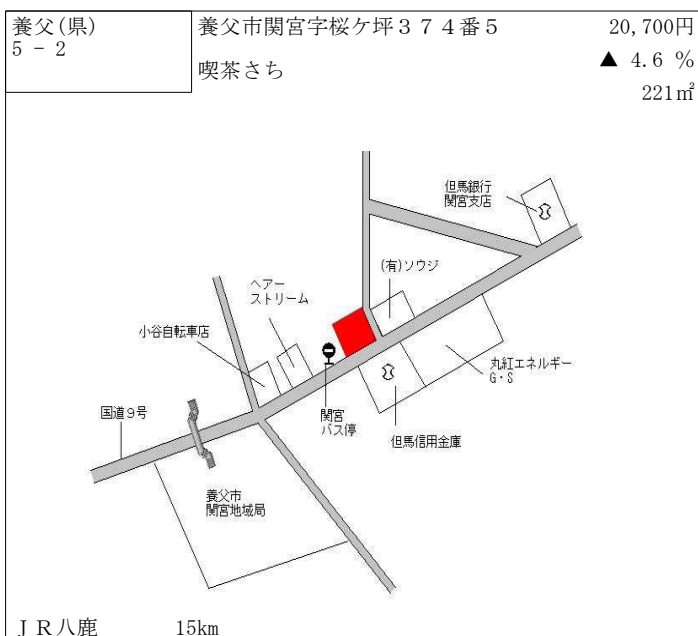 養父(県)
5 - 2
養父市関宮字桜ケ坪３７４番５
喫茶さち
20,700円
▲ 4.6 %
221㎡
但馬銀行
関宮支店
(有)ソウジ
ヘアー
ストリーム
小谷自転車店
丸紅エネルギー
G・S
国道９号
関宮
バス停
但馬信用金庫
養父市
関宮地域局
ＪＲ八鹿 15km